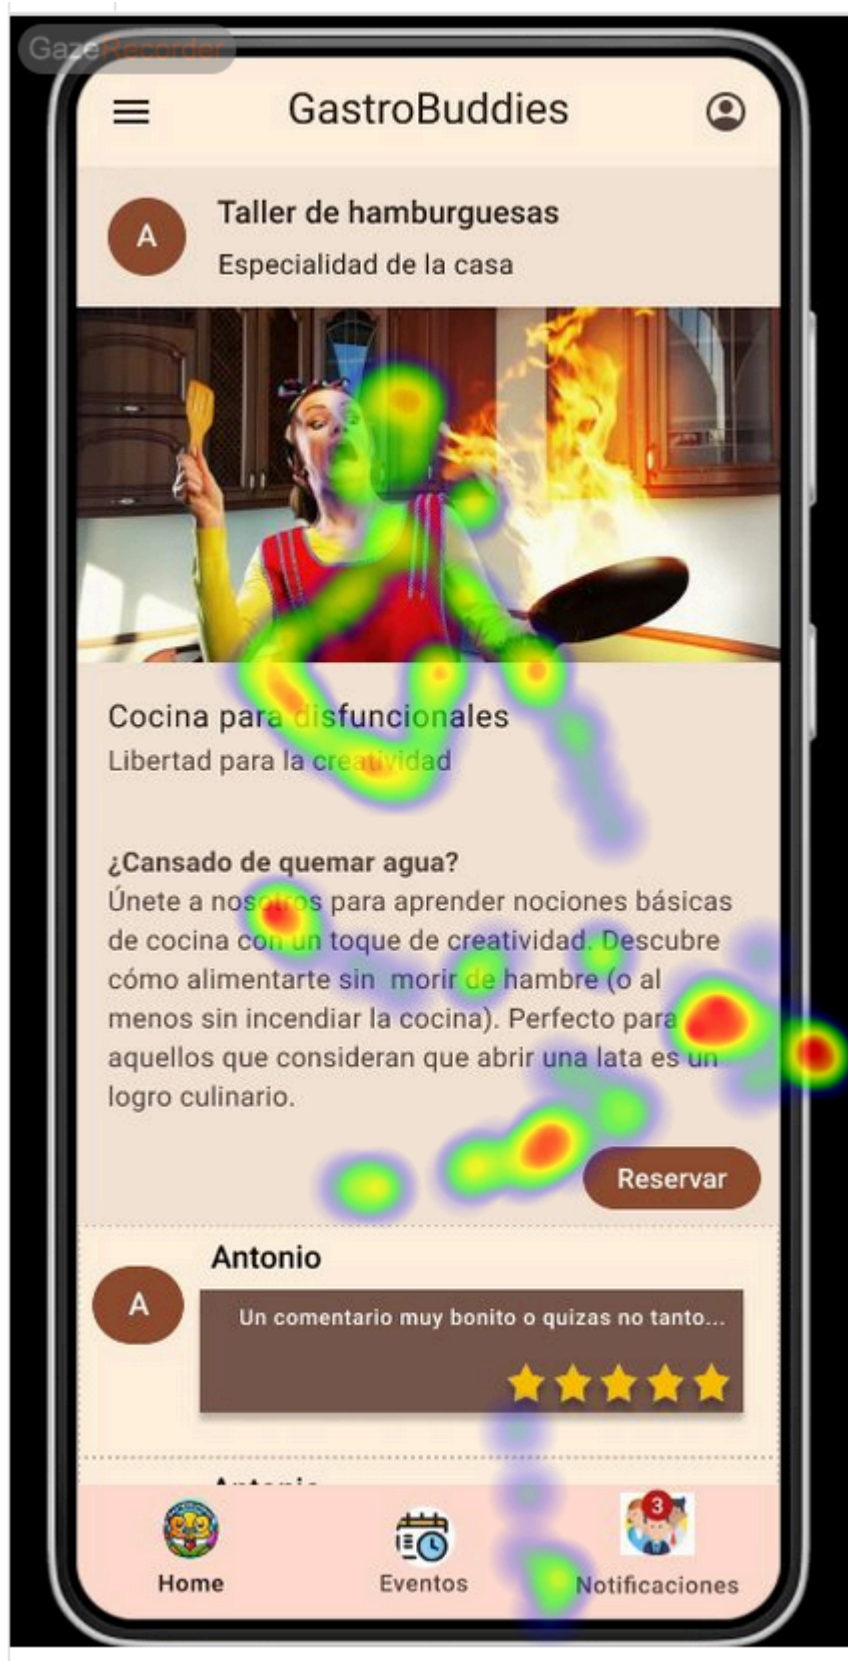 GazeRecorder
GastroBuddies
A
Taller de hamburguesas
Especialidad de la casa
Cocina para disfuncionales
Libertad para la creatividad
¿Cansado de quemar agua?
Únete a nosotros para aprender nociones básicas
de cocina con un toque de creatividad. Descubre
cómo alimentarte sin morir de hambre (o al
menos sin incendiar la cocina). Perfecto para
aquellos que consideran que abrir una lata es un
logro culinario.
Reservar
Antonio
A
Un comentario muy bonito o quizas no tanto...
3
Home
Eventos
Notificaciones